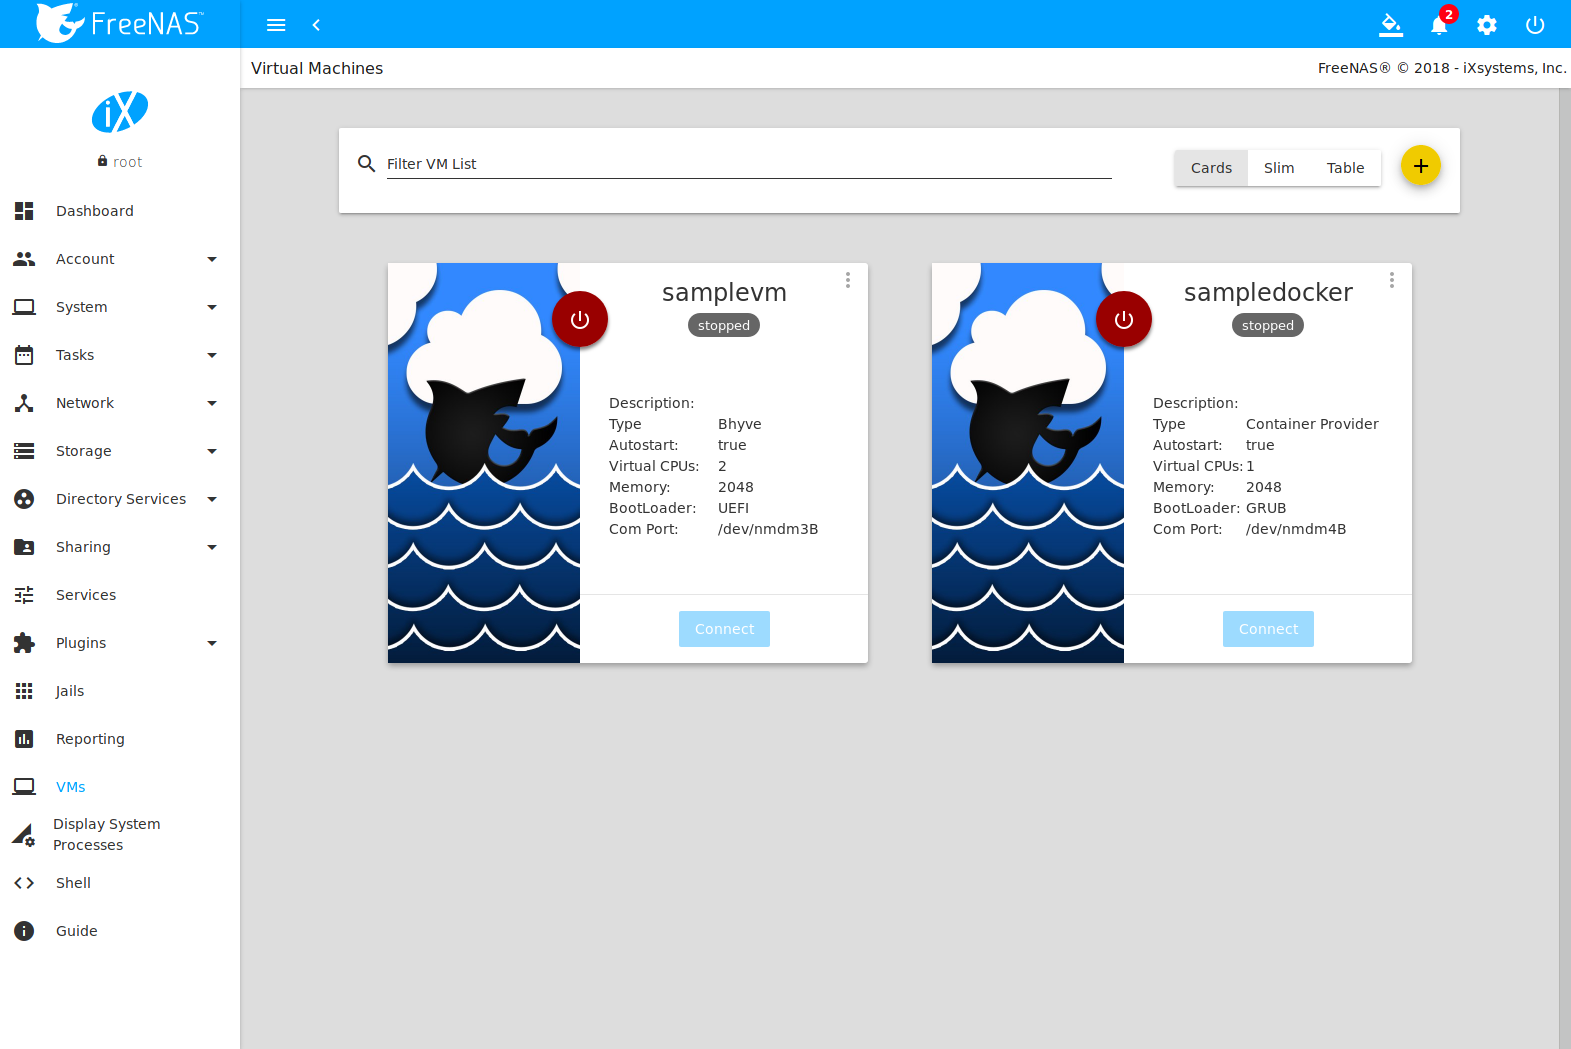 FreeNAS™
2
Virtual Machines
FreeNAS® © 2018 - iXsystems, Inc.
iX
root
Dashboard
Account
System
Tasks
Network
Storage
Directory Services
Sharing
Services
Plugins
Jails
Reporting
VMs
Display System
Processes
Shell
Guide
Filter VM List
Cards Slim Table
samplevm
stopped
Description:
Type Bhyve
Autostart: true
Virtual CPUs: 2
Memory: 2048
BootLoader: UEFI
Com Port: /dev/nmdm3B
Connect
sampledocker
stopped
Description:
Type Container Provider
Autostart: true
Virtual CPUs: 1
Memory: 2048
BootLoader: GRUB
Com Port: /dev/nmdm4B
Connect